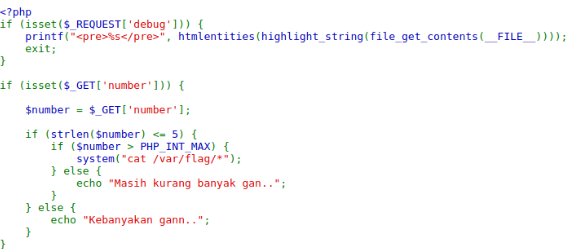 <?php
if (isset($_REQUEST['debug'])) {
    printf("<pre>%s</pre>", htmlentities(highlight_string(file_get_contents(__FILE__))));
    exit;
}

if (isset($_GET['number'])) {

    $number = $_GET['number'];

    if (strlen($number) <= 5) {
        if ($number > PHP_INT_MAX) {
            system("cat /var/flag/*");
        } else {
            echo "Masih kurang banyak gan..";
        }
    } else {
        echo "Kebanyakan gann..";
    }
}